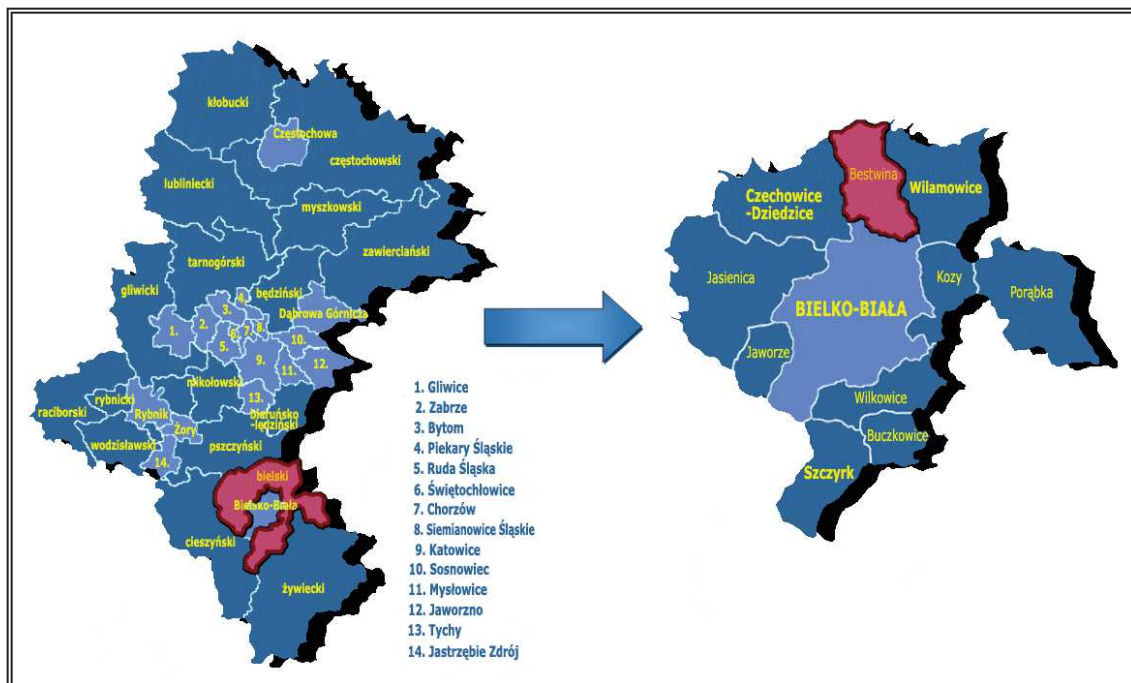 kłobucki
Częstochowa
częstochowski
lubliniecki
myszkowski
zawierciański
tarnogórski
gliwicki
będziński
Dąbrowa Górnicza
1.
2.
3.
4.
5.
6.
7.
8.
9.
10.
11.
12.
13.
mikołowski
Bieruńsko
-lędziński
rybnicki
raciborski
Rybnik
Żory
wodzisławski
14.
pszczyński
bielski
Bielsko-Biała
cieszyński
żywiecki
1. Gliwice
2. Zabrze
3. Bytom
4. Piekary Śląskie
5. Ruda Śląska
6. Świętochłowice
7. Chorzów
8. Siemianowice Śląskie
9. Katowice
10. Sosnowiec
11. Mysłowice
12. Jaworzno
13. Tychy
14. Jastrzębie Zdrój
Bestwina
Czechowice
-Dziedzice
Wilamowice
Jasienica
Kozy
Porąbka
BIELKO-BIAŁA
Jaworze
Wilkowice
Buczkowice
Szczyrk